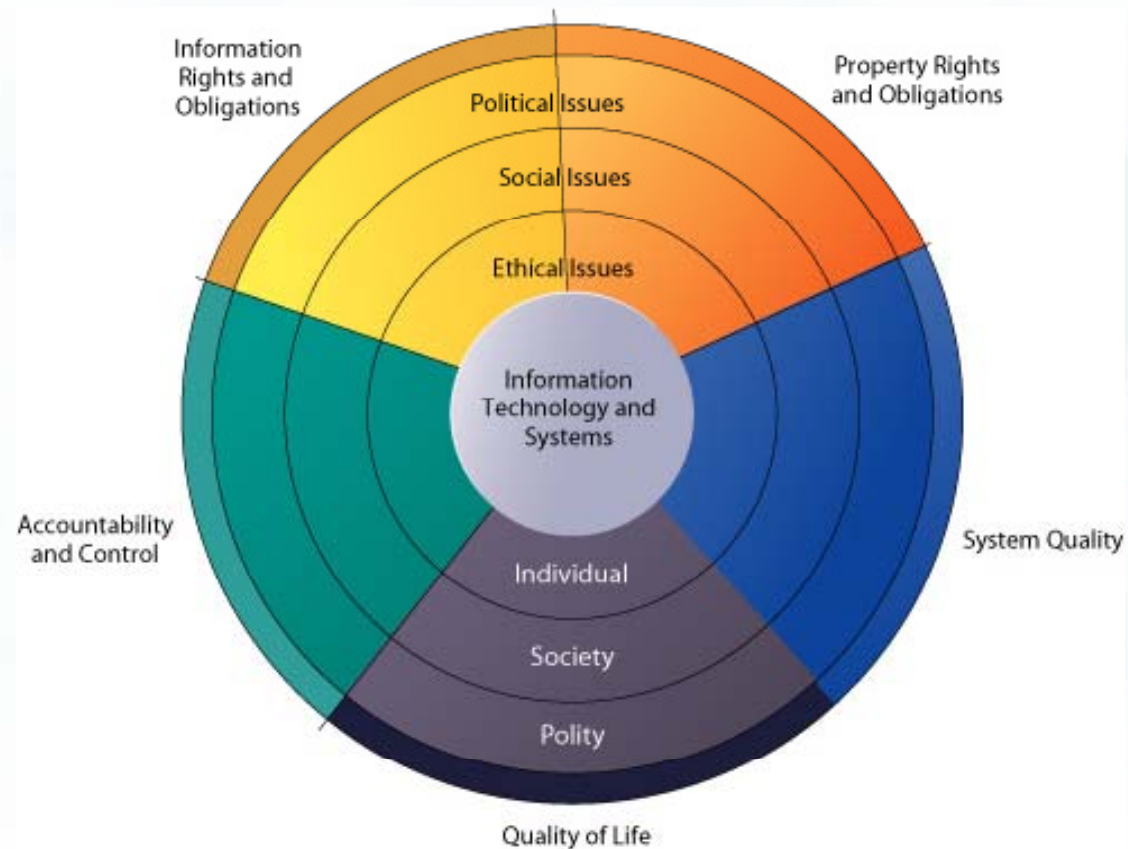 Information
Rights and
Obligations
Property Rights
and Obligations
Political Issues
Social Issues
Ethical Issues
Information
Technology and
Systems
Accountability
and Control
System Quality
Individual
Society
Polity
Quality of Life